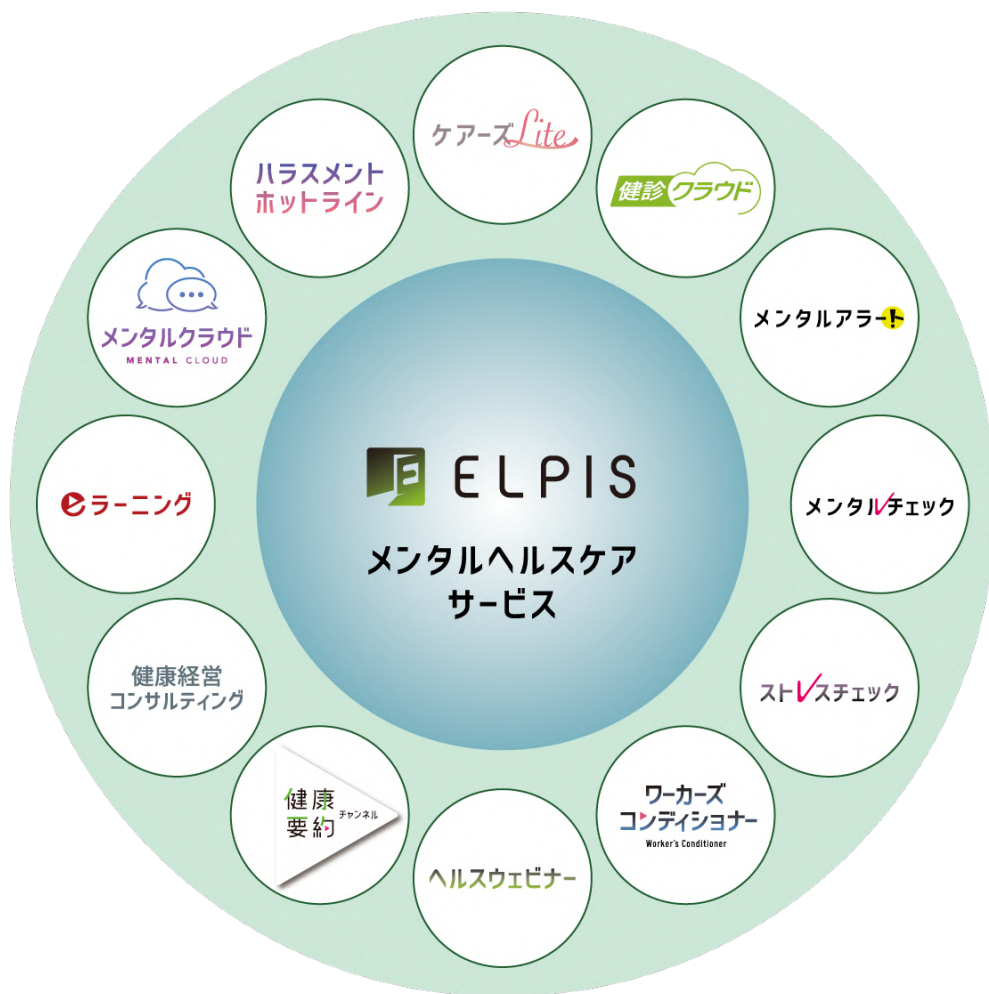 ケアーズLite
健診クラウド
メンタルアラート
メンタルチェック
ストレスチェック
ワーカーズ
コンディショナー
Worker's Conditioner
ヘルスウェビナー
健康
要約
チャンネル
健康経営
コンサルティング
eラーニング
メンタルクラウド
MENTAL CLOUD
ハラスメント
ホットライン
E ELPIS
メンタルヘルスケア
サービス